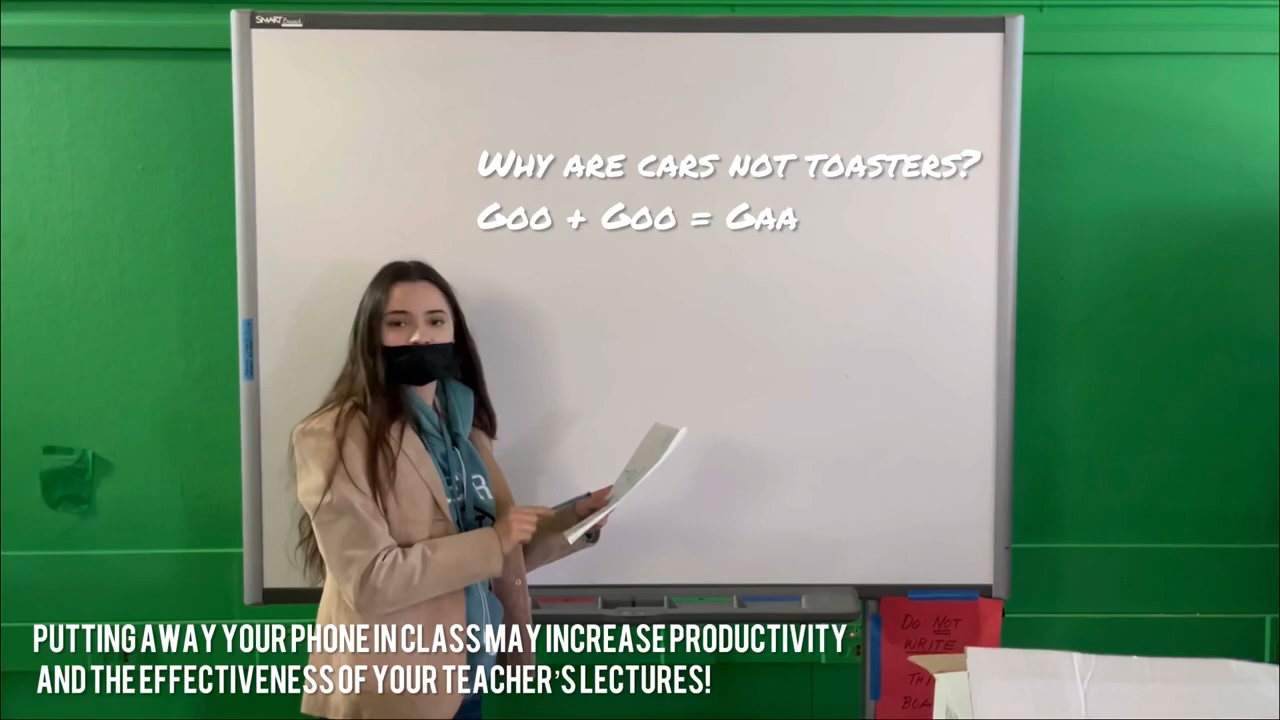 SMART Board
WHY ARE CARS NOT TOASTERS?
GOO + GOO = GAA
PUTTING AWAY YOUR PHONE IN CLASS MAY INCREASE PRODUCTIVITY
AND THE EFFECTIVENESS OF YOUR TEACHER'S LECTURES!
DO NOT
WRITE